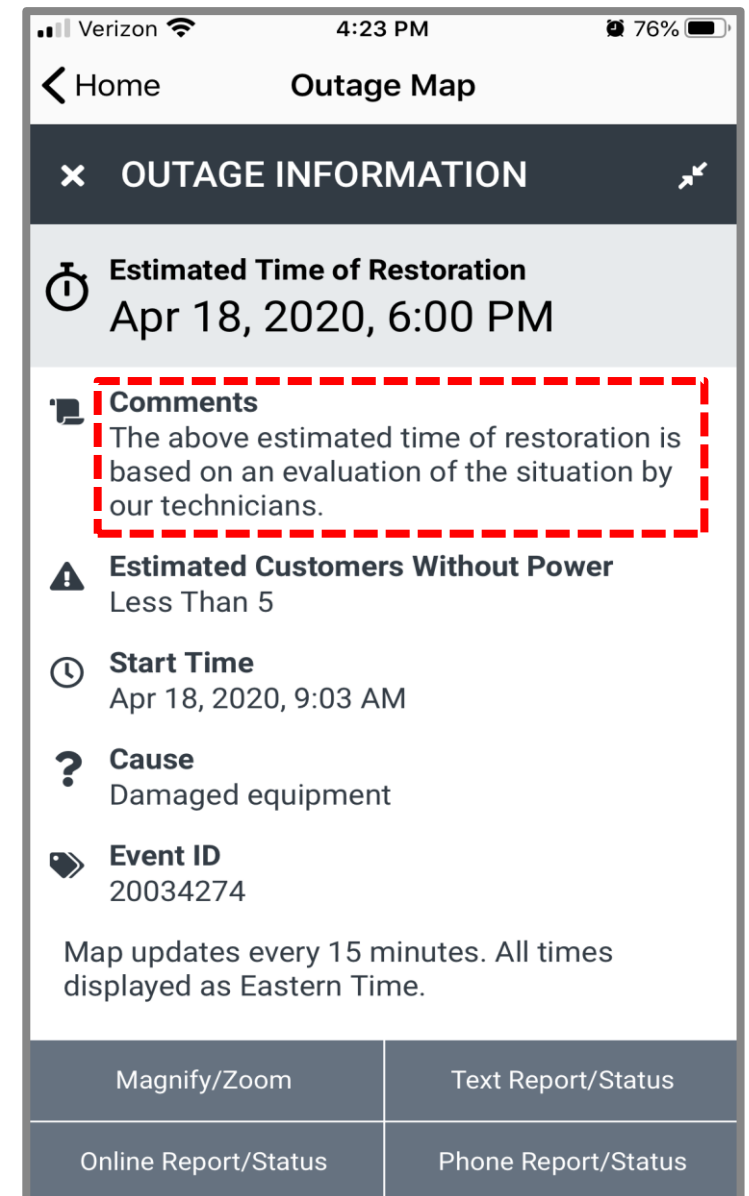 Verizon 4:23 PM 76%
Home Outage Map
OUTAGE INFORMATION
Estimated Time of Restoration
Apr 18, 2020, 6:00 PM
Comments
The above estimated time of restoration is
based on an evaluation of the situation by
our technicians.
Estimated Customers Without Power
Less Than 5
Start Time
Apr 18, 2020, 9:03 AM
Cause
Damaged equipment
Event ID
20034274
Map updates every 15 minutes. All times
displayed as Eastern Time.
Magnify/Zoom Text Report/Status
Online Report/Status Phone Report/Status